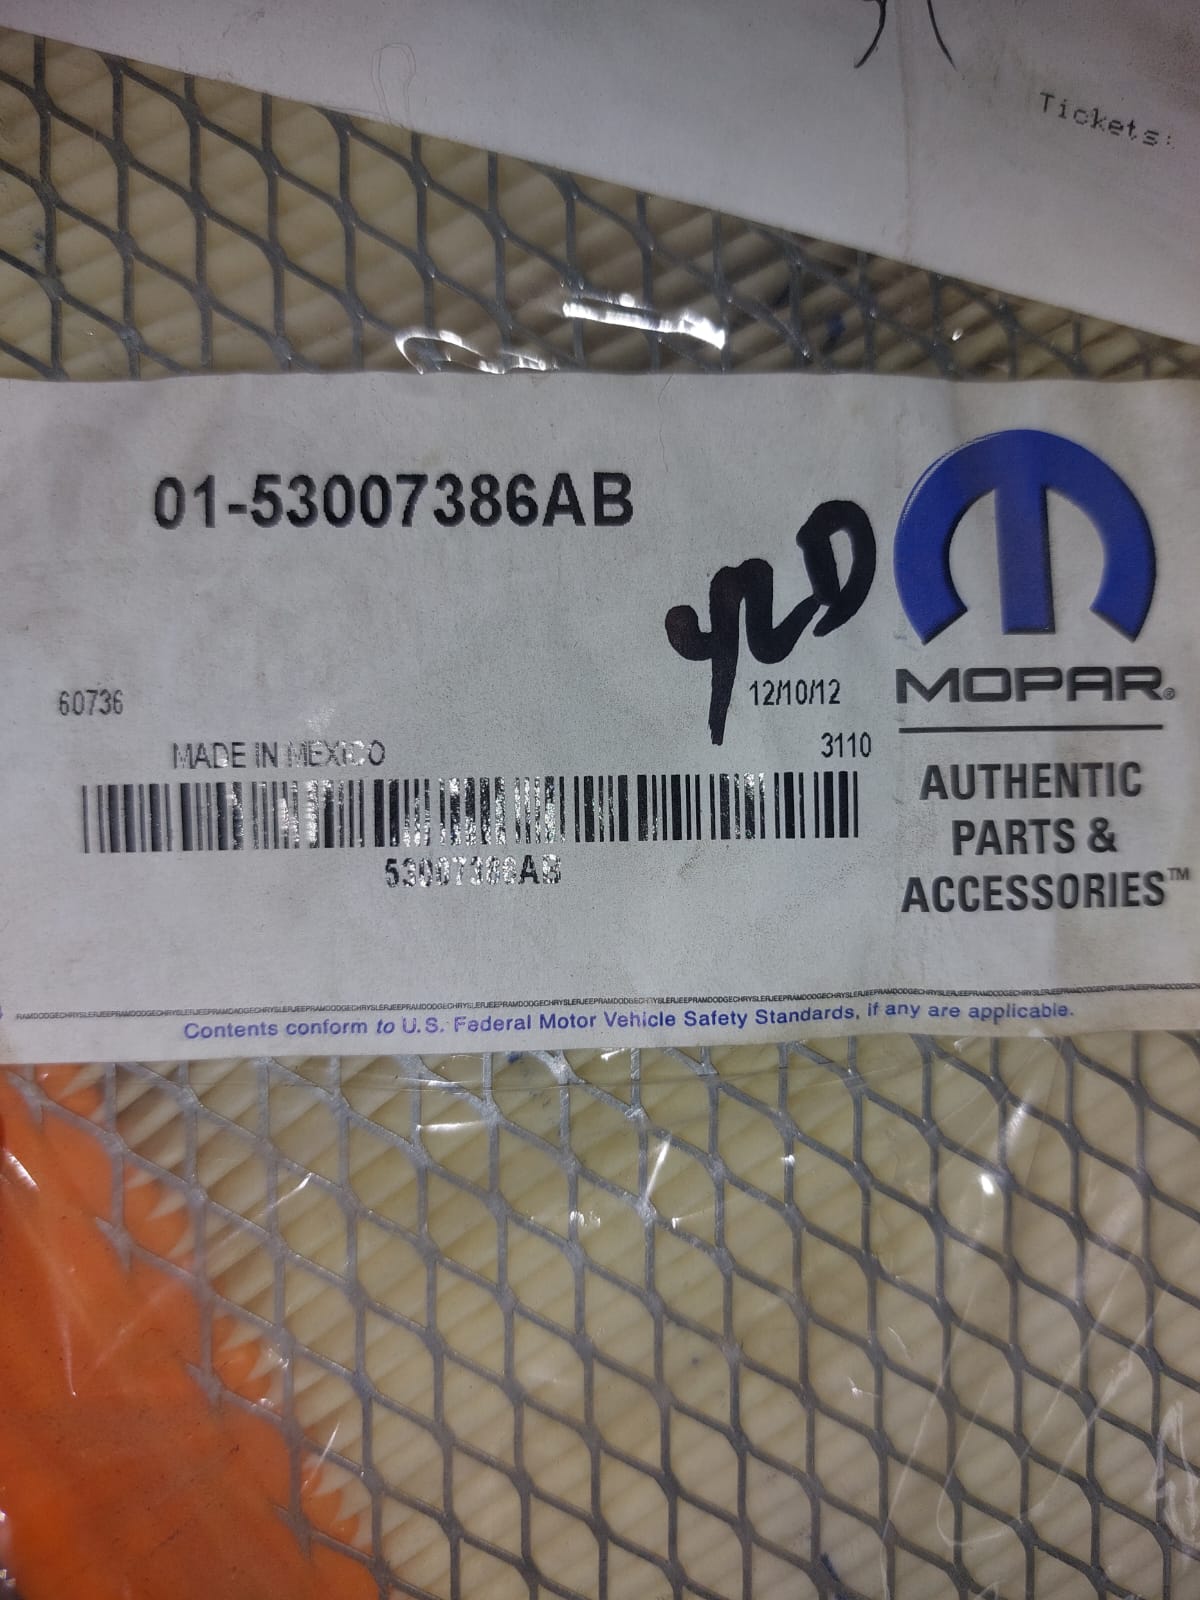 Tickets:
01-53007386AB
60736
12/10/12
MOPAR®
MADE IN MEXICO
3110
AUTHENTIC
PARTS &
ACCESSORIES™
53007386AB
Contents conform to U.S. Federal Motor Vehicle Safety Standards, if any are applicable.